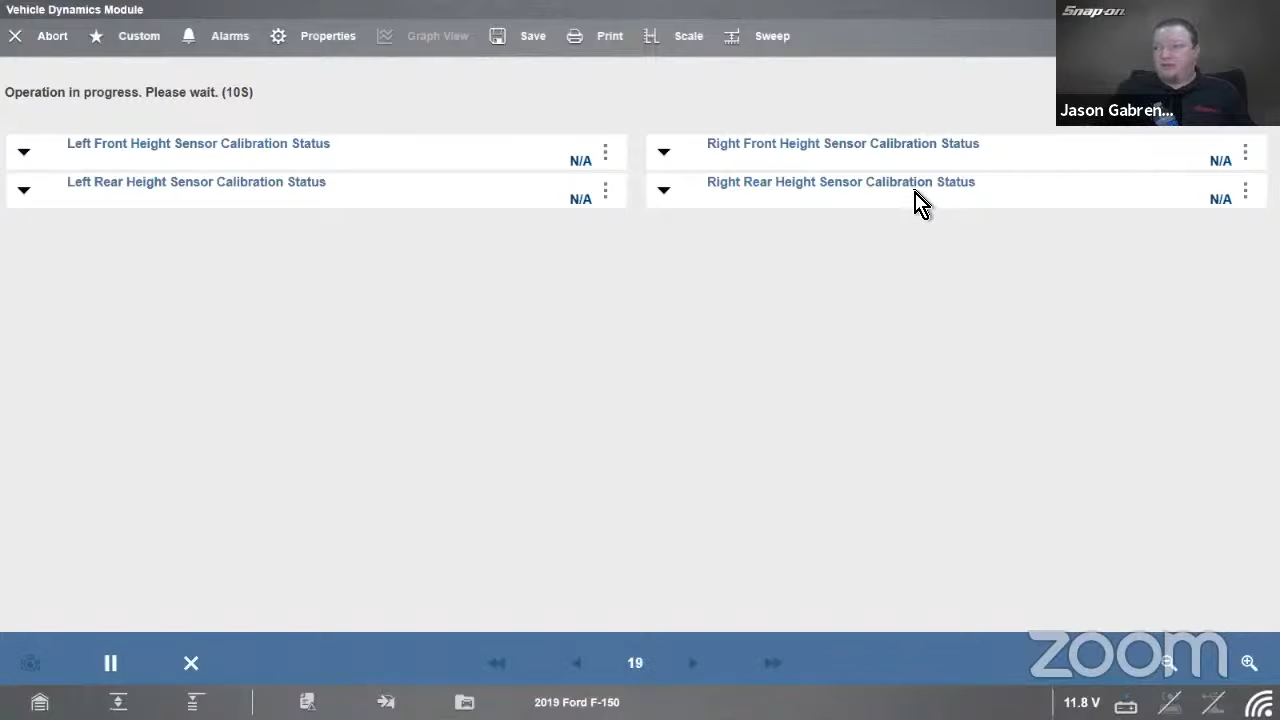 Vehicle Dynamics Module
Snap-on
Abort Custom Alarms Properties Graph View Save Print Scale Sweep
Jason Gabren...
Operation in progress. Please wait. (10S)
Left Front Height Sensor Calibration Status
N/A
Right Front Height Sensor Calibration Status
N/A
Left Rear Height Sensor Calibration Status
N/A
Right Rear Height Sensor Calibration Status
N/A
19
zoom
2019 Ford F-150
11.8 V